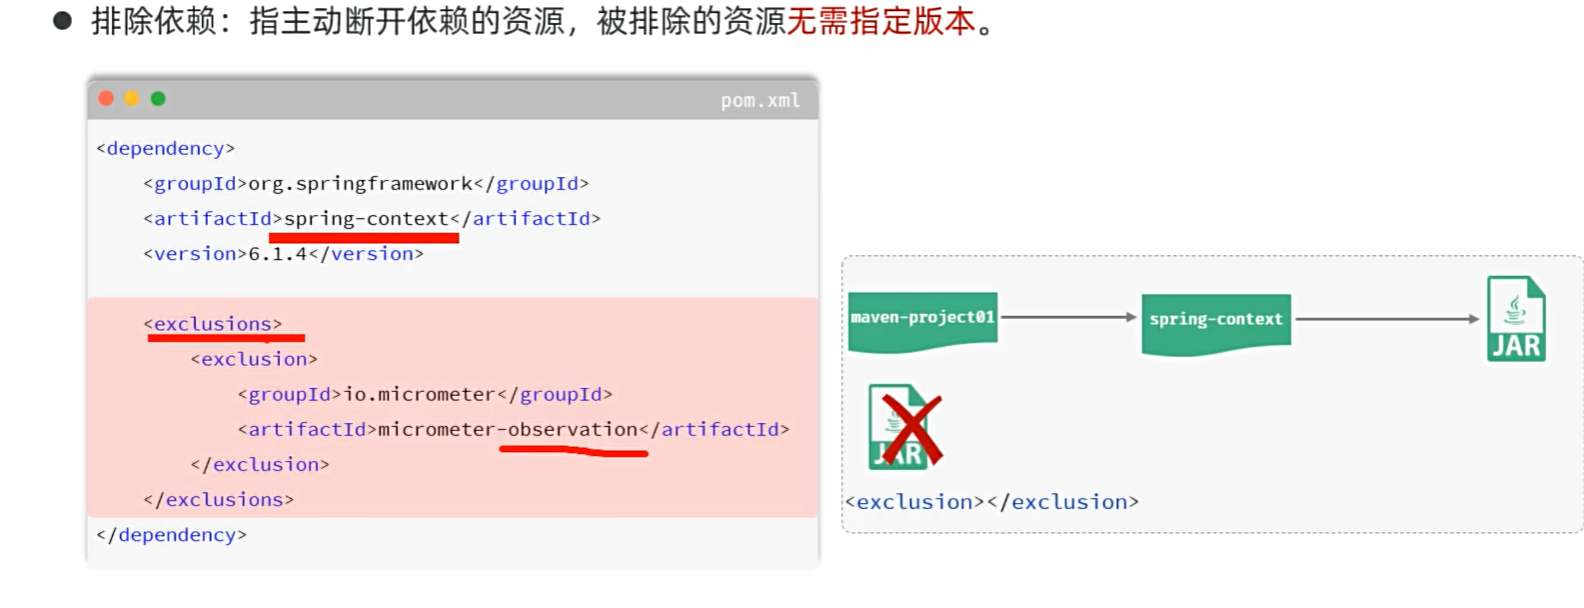 ● 排除依赖：指主动断开依赖的资源，被排除的资源无需指定版本。
pom.xml
<dependency>
<groupId>org.springframework</groupId>
<artifactId>spring-context</artifactId>
<version>6.1.4</version>
<exclusions>
<exclusion>
<groupId>io.micrometer</groupId>
<artifactId>micrometer-observation</artifactId>
</exclusion>
</exclusions>
</dependency>
maven-project01
spring-context
JAR
JAR
<exclusion></exclusion>